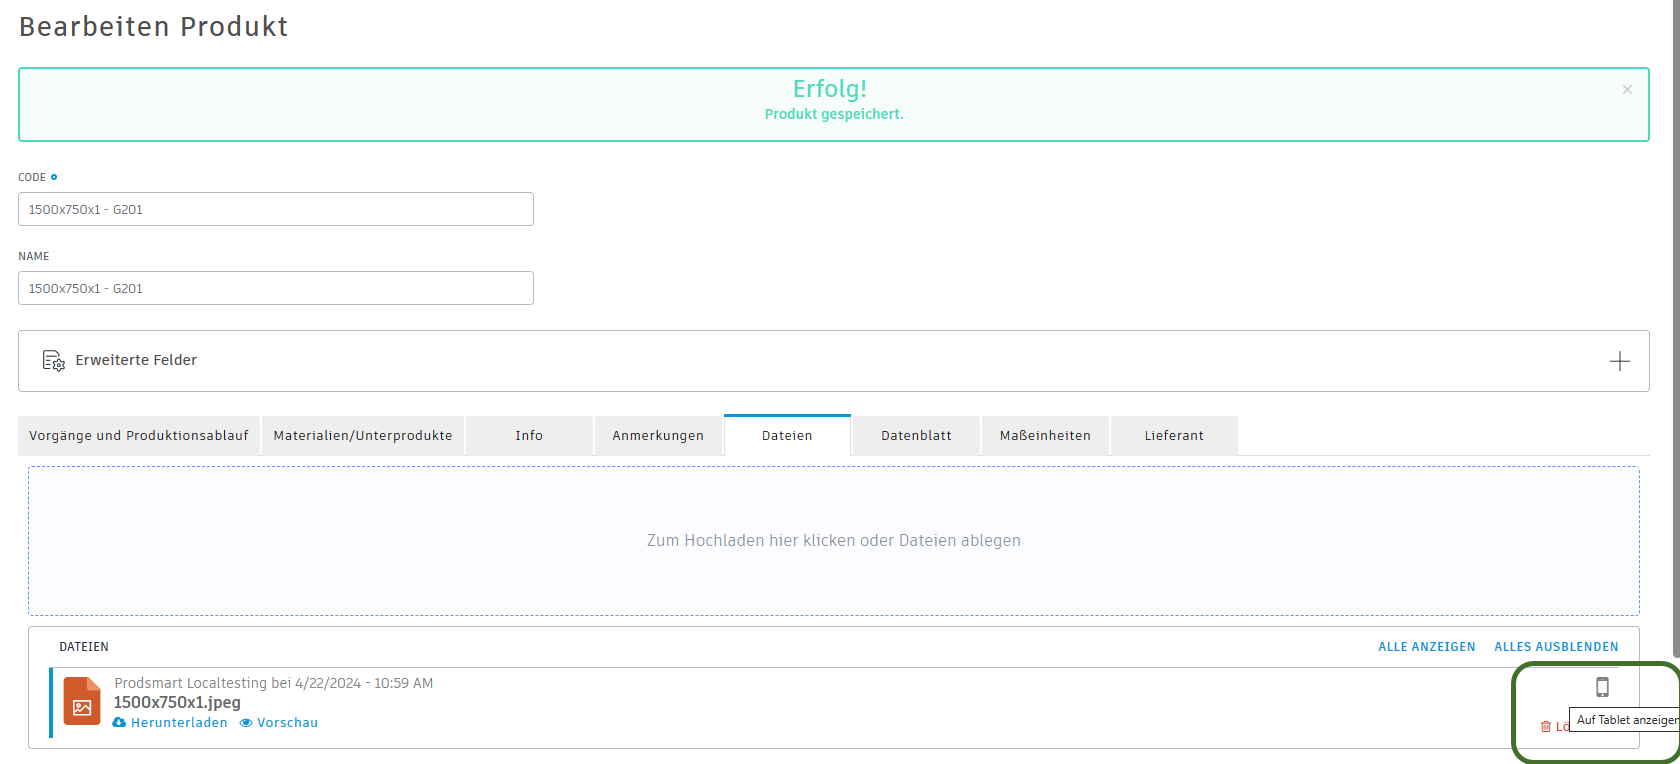 Bearbeiten Produkt
Erfolg!
×
Produkt gespeichert.
CODE
1500x750x1 - G201
NAME
1500x750x1 - G201
Erweiterte Felder
Vorgänge und Produktionsablauf Materialien/Unterprodukte Info Anmerkungen Dateien Datenblatt Maßeinheiten Lieferant
Zum Hochladen hier klicken oder Dateien ablegen
DATEIEN ALLE ANZEIGEN ALLES AUSBLENDEN
Prodsmart Localtesting bei 4/22/2024 - 10:59 AM
1500x750x1.jpeg
Herunterladen Vorschau
Auf Tablet anzeigen
Lö